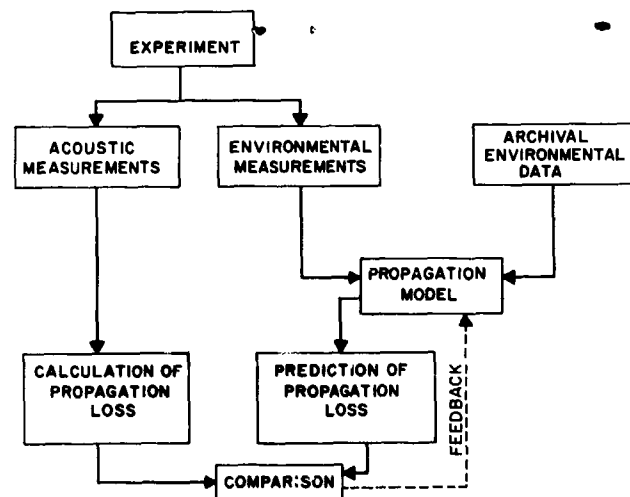 EXPERIMENT
ACOUSTIC
MEASUREMENTS
ENVIRONMENTAL
MEASUREMENTS
ARCHIVAL
ENVIRONMENTAL
DATA
PROPAGATION
MODEL
CALCULATION OF
PROPAGATION
LOSS
PREDICTION OF
PROPAGATION
LOSS
FEEDBACK
COMPARISON